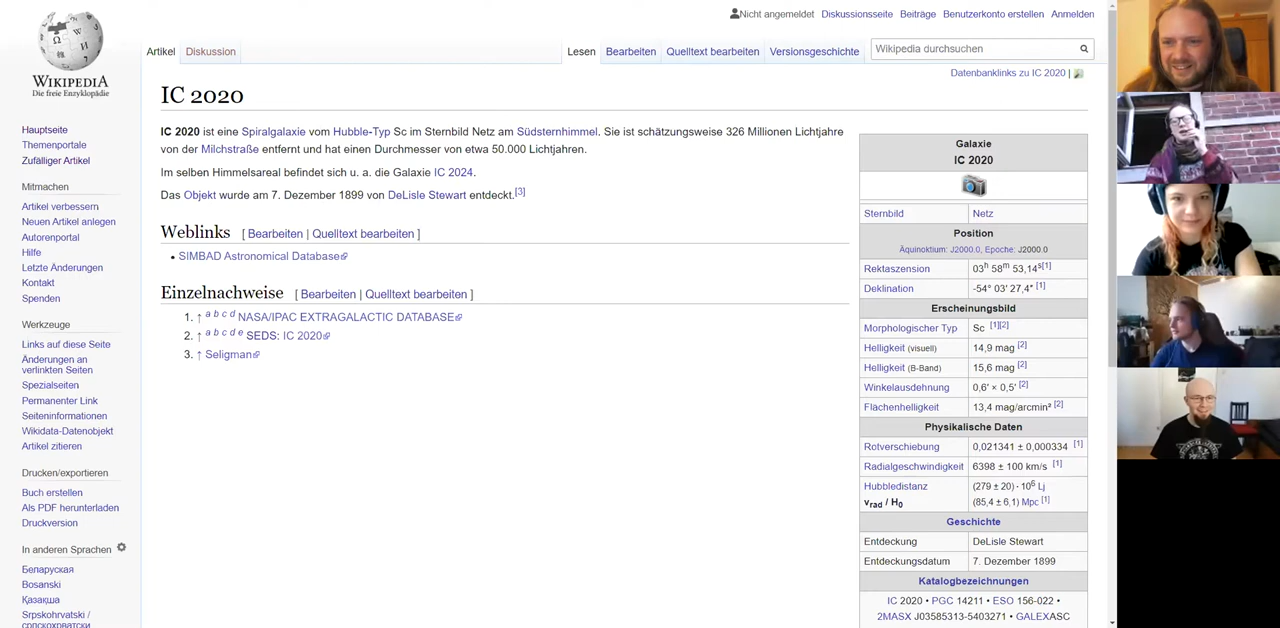 Nicht angemeldet Diskussionsseite Beiträge Benutzerkonto erstellen Anmelden
WIKIPEDIA
Die freie Enzyklopädie
Artikel Diskussion Lesen Bearbeiten Quelltext bearbeiten Versionsgeschichte Wikipedia durchsuchen
Datenbanklinks zu IC 2020 |
IC 2020
IC 2020 ist eine Spiralgalaxie vom Hubble-Typ Sc im Sternbild Netz am Südsternhimmel. Sie ist schätzungsweise 326 Millionen Lichtjahre
von der Milchstraße entfernt und hat einen Durchmesser von etwa 50.000 Lichtjahren.
Im selben Himmelsareal befindet sich u. a. die Galaxie IC 2024.
Das Objekt wurde am 7. Dezember 1899 von DeLisle Stewart entdeckt.[3]
Weblinks [ Bearbeiten | Quelltext bearbeiten ]
• SIMBAD Astronomical Database
Einzelnachweise [ Bearbeiten | Quelltext bearbeiten ]
1. ↑ a b c d NASA/IPAC EXTRAGALACTIC DATABASE
2. ↑ a b c d e SEDS: IC 2020
3. ↑ Seligman
Hauptseite
Themenportale
Zufälliger Artikel
Mitmachen
Artikel verbessern
Neuen Artikel anlegen
Autorenportal
Hilfe
Letzte Änderungen
Kontakt
Spenden
Werkzeuge
Links auf diese Seite
Änderungen an
verlinkten Seiten
Spezialseiten
Permanenter Link
Seiteninformationen
Wikidata-Datenobjekt
Artikel zitieren
Drucken/exportieren
Buch erstellen
Als PDF herunterladen
Druckversion
In anderen Sprachen
Беларуская
Bosanski
Қазақша
Srpskohrvatski /
српскохрватски
Galaxie
IC 2020
Sternbild Netz
Position
Äquinoktium: J2000.0, Epoche: J2000.0
Rektaszension 03h 58m 53,14s[1]
Deklination -54° 03′ 27,4″ [1]
Erscheinungsbild
Morphologischer Typ Sc [1][2]
Helligkeit (visuell) 14,9 mag [2]
Helligkeit (B-Band) 15,6 mag [2]
Winkelausdehnung 0,6′ × 0,5′ [2]
Flächenhelligkeit 13,4 mag/arcmin² [2]
Physikalische Daten
Rotverschiebung 0,021341 ± 0,000334 [1]
Radialgeschwindigkeit 6398 ± 100 km/s [1]
Hubbledistanz (279 ± 20) · 10⁶ Lj
vrad / H0 (85,4 ± 6,1) Mpc [1]
Geschichte
Entdeckung DeLisle Stewart
Entdeckungsdatum 7. Dezember 1899
Katalogbezeichnungen
IC 2020 • PGC 14211 • ESO 156-022 •
2MASX J03585313-5403271 • GALEXASC